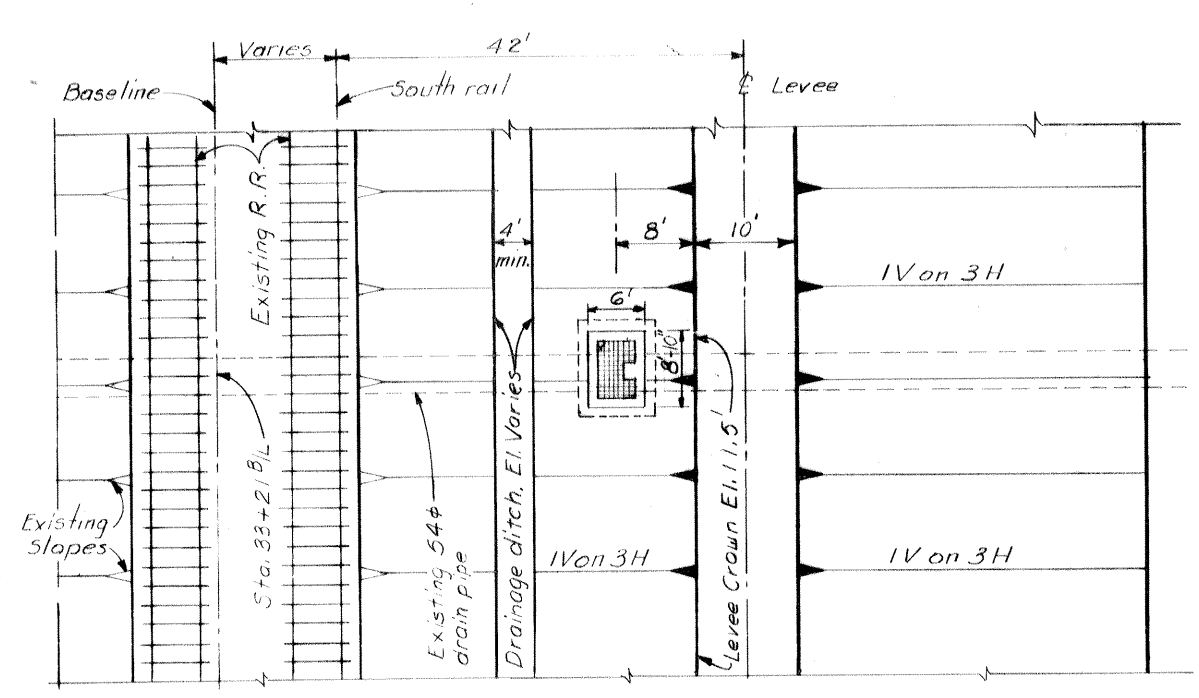 Varies
42'
Baseline
South rail
℄ Levee
Existing R.R.
4'
min.
8'
10'
1V on 3H
6'
8'-10"
Sta. 33+21 B/L
Existing 54ϕ
drain pipe
Drainage ditch, El. Varies
Levee Crown El. 11.5'
Existing
slopes
1V on 3H
1V on 3H